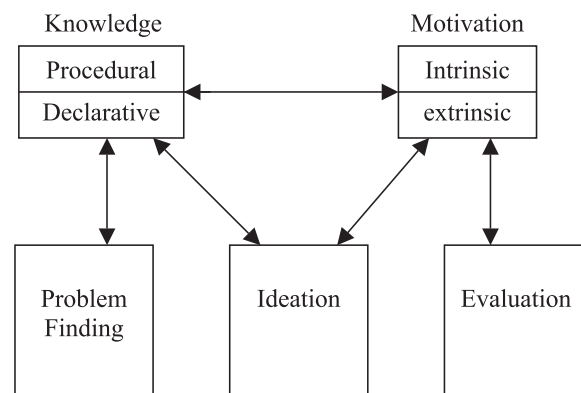 Knowledge
Motivation
Procedural
Declarative
Intrinsic
extrinsic
Problem
Finding
Ideation
Evaluation